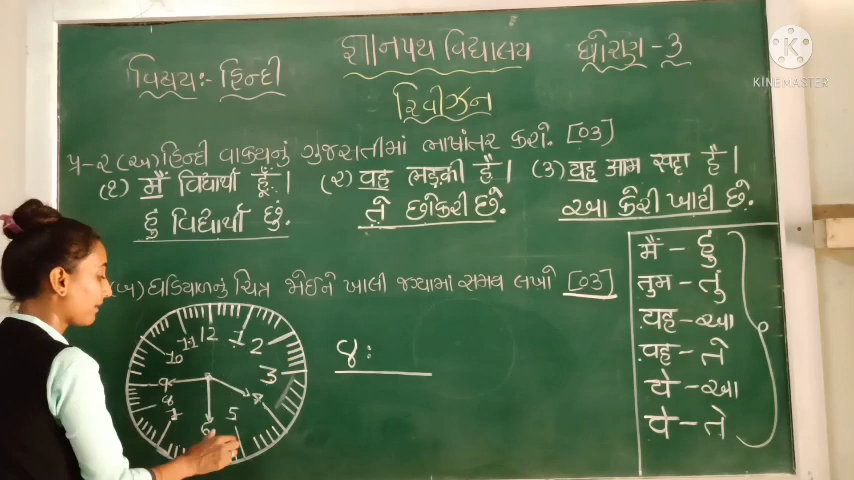 જ્ઞાનપથ વિદ્યાલય
ધોરણ - ૩
વિષય:- હિન્દી
રિવીઝન
KINEMASTER
પ્ર-૨ (અ) હિન્દી વાક્યનું ગુજરાતીમાં ભાષાંતર કરો. [૦૩]
(૧) मैं विद्यार्थी हूँ । (૨) वह लड़की है । (૩) यह आम खट्टा है ।
હું વિદ્યાર્થી છું. તે છોકરી છે. આ કેરી ખાટી છે.
(બ) ઘડિયાળનું ચિત્ર જોઈને ખાલી જગ્યામાં સમય લખો [૦૩]
12
11 1
10 2
9 3
8
7 5
6
૪:
मैं - હું
तुम - તું
यह - આ
वह - તે
ये - આ
वे - તે